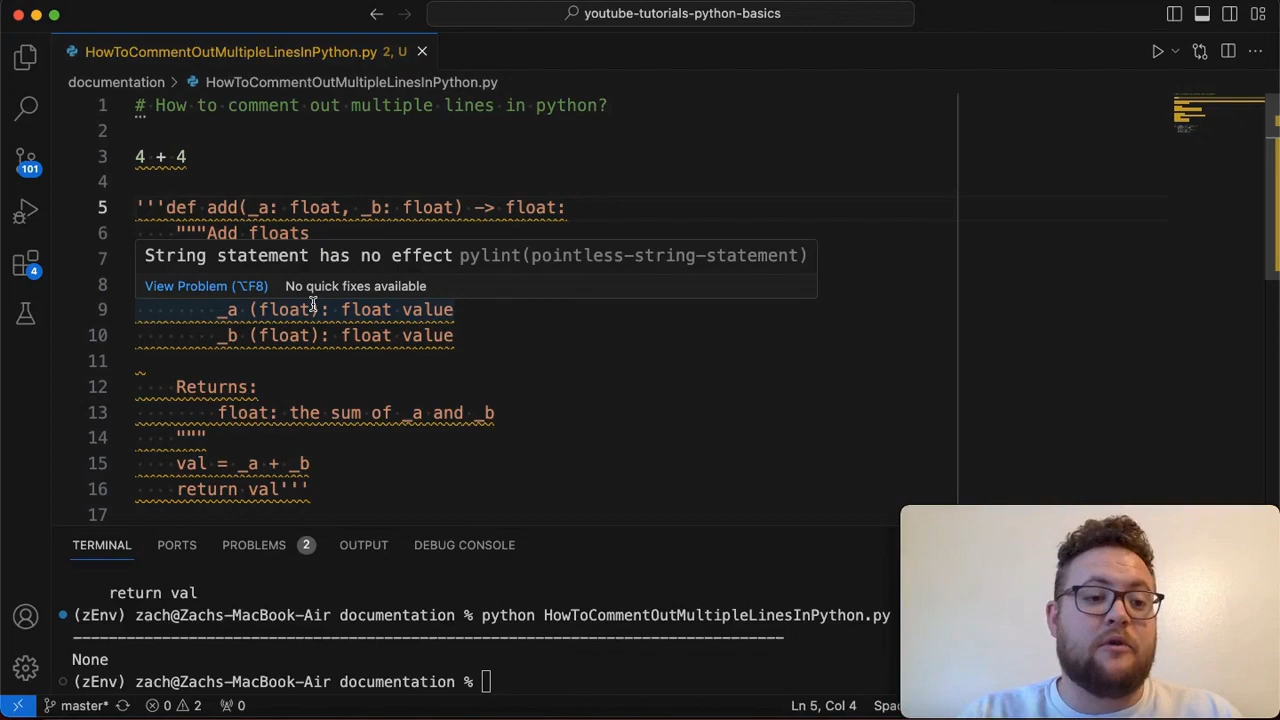 youtube-tutorials-python-basics
HowToCommentOutMultipleLinesInPython.py 2, U
documentation > HowToCommentOutMultipleLinesInPython.py
1 # How to comment out multiple lines in python?
2
3 4 + 4
4
5 '''def add(_a: float, _b: float) -> float:
6 """Add floats
7
String statement has no effect pylint(pointless-string-statement)
8
View Problem (⌥F8) No quick fixes available
9 _a (float): float value
10 _b (float): float value
11
12 Returns:
13 float: the sum of _a and _b
14 """
15 val = _a + _b
16 return val'''
17
101
4
TERMINAL PORTS PROBLEMS 2 OUTPUT DEBUG CONSOLE
return val
(zEnv) zach@Zachs-MacBook-Air documentation % python HowToCommentOutMultipleLinesInPython.py
--------------------------------------------------------------------------------
None
(zEnv) zach@Zachs-MacBook-Air documentation %
master* 0 2 0 Ln 5, Col 4 Spac